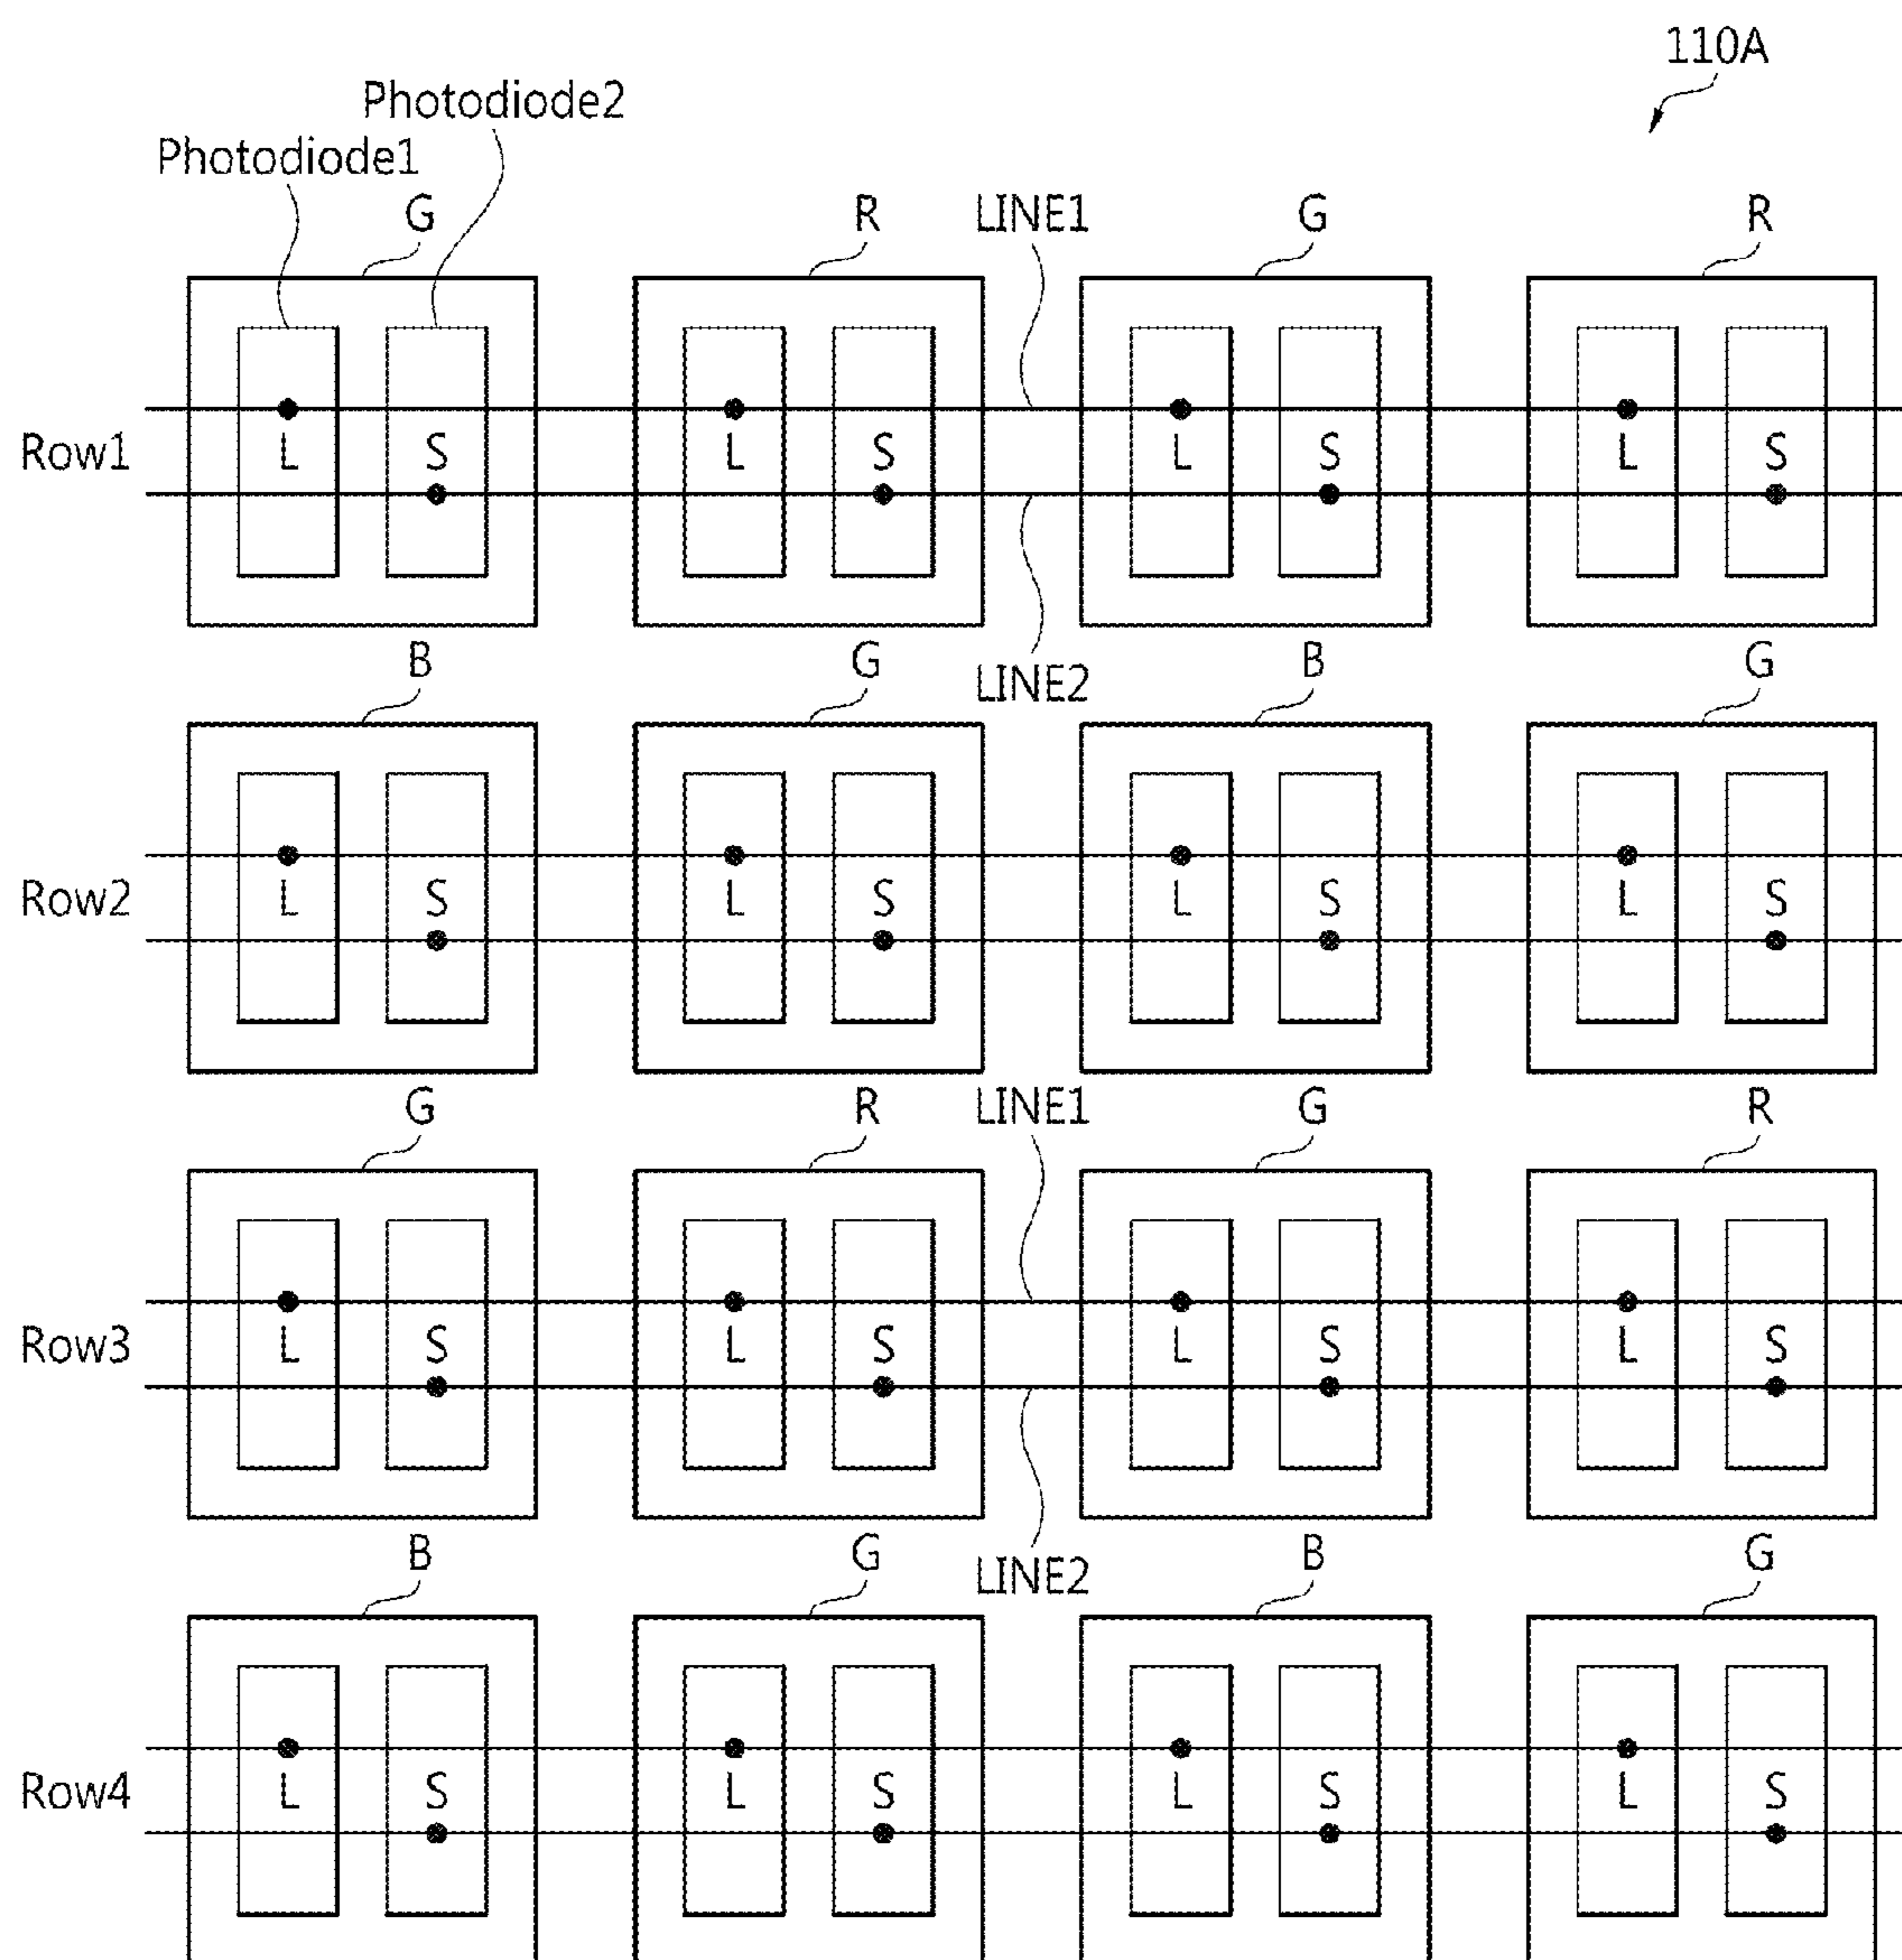 110A
Photodiode2
Photodiode1
G R LINE1 G R
Row1 L S L S L S L S
B G LINE2 B G
Row2 L S L S L S L S
G R LINE1 G R
Row3 L S L S L S L S
B G LINE2 B G
Row4 L S L S L S L S